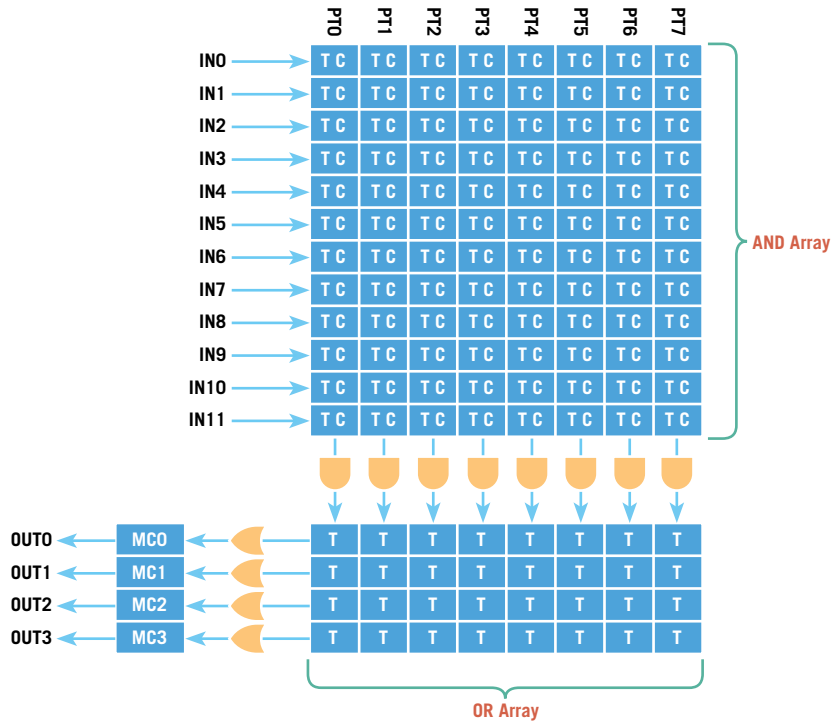 PT0 PT1 PT2 PT3 PT4 PT5 PT6 PT7
IN0 T C T C T C T C T C T C T C T C
IN1 T C T C T C T C T C T C T C T C
IN2 T C T C T C T C T C T C T C T C
IN3 T C T C T C T C T C T C T C T C
IN4 T C T C T C T C T C T C T C T C
IN5 T C T C T C T C T C T C T C T C
AND Array
IN6 T C T C T C T C T C T C T C T C
IN7 T C T C T C T C T C T C T C T C
IN8 T C T C T C T C T C T C T C T C
IN9 T C T C T C T C T C T C T C T C
IN10 T C T C T C T C T C T C T C T C
IN11 T C T C T C T C T C T C T C T C
OUT0 MC0 T T T T T T T T
OUT1 MC1 T T T T T T T T
OUT2 MC2 T T T T T T T T
OUT3 MC3 T T T T T T T T
OR Array